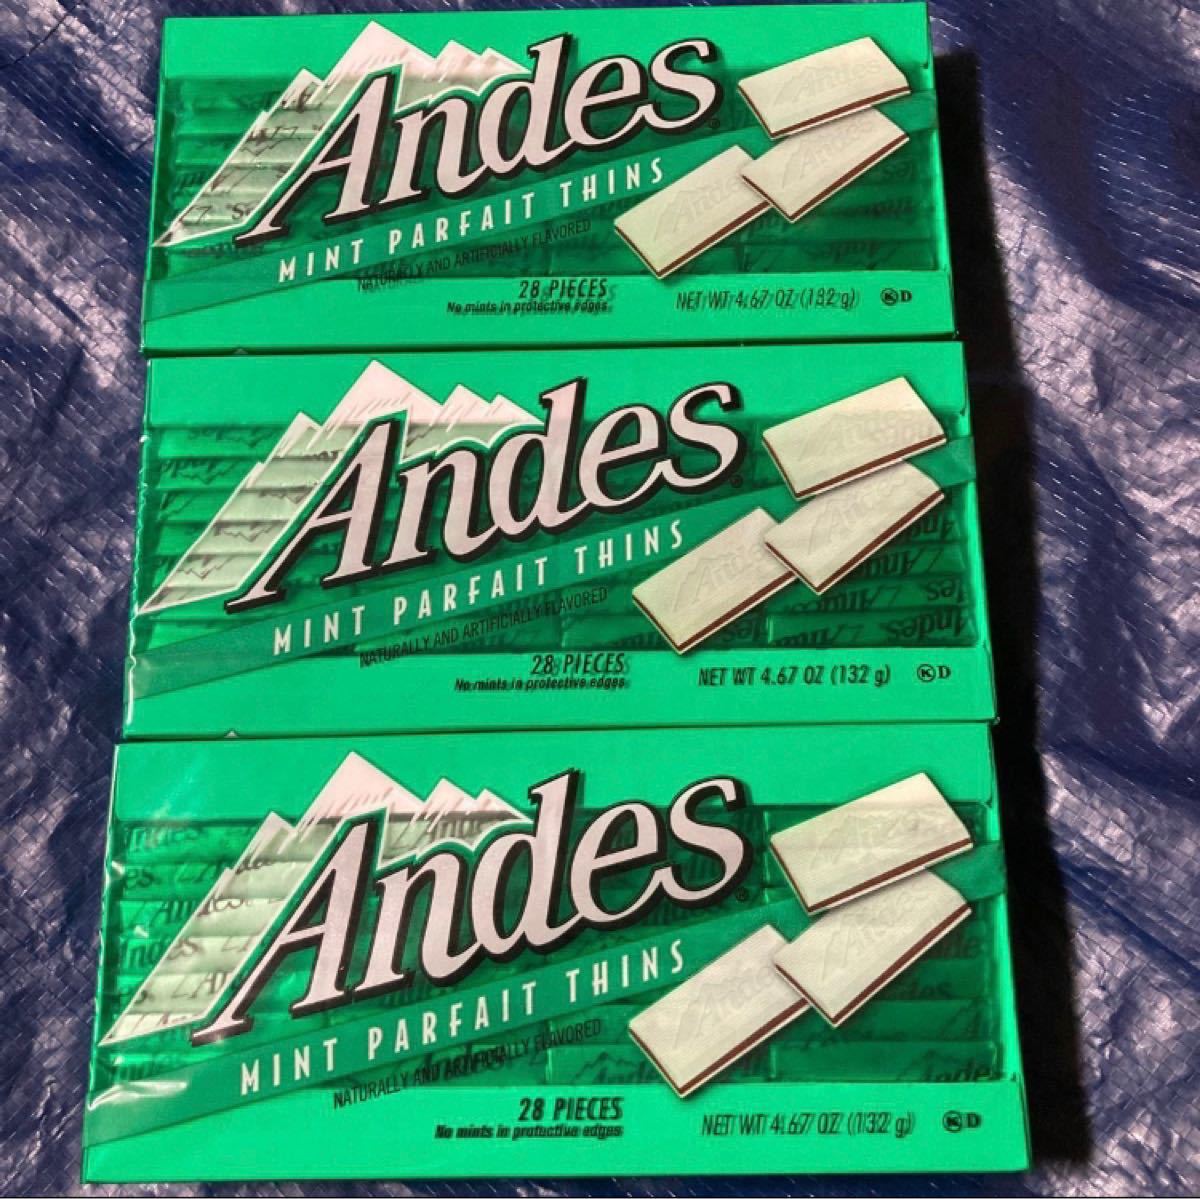 Andes®
MINT PARFAIT THINS
NATURALLY AND ARTIFICIALLY FLAVORED
28 PIECES
No mints in protective edges
NET WT 4.67 OZ (132 g) K D
Andes®
MINT PARFAIT THINS
NATURALLY AND ARTIFICIALLY FLAVORED
28 PIECES
No mints in protective edges
NET WT 4.67 OZ (132 g) K D
Andes®
MINT PARFAIT THINS
NATURALLY AND ARTIFICIALLY FLAVORED
28 PIECES
No mints in protective edges
NET WT 4.67 OZ (132 g) K D